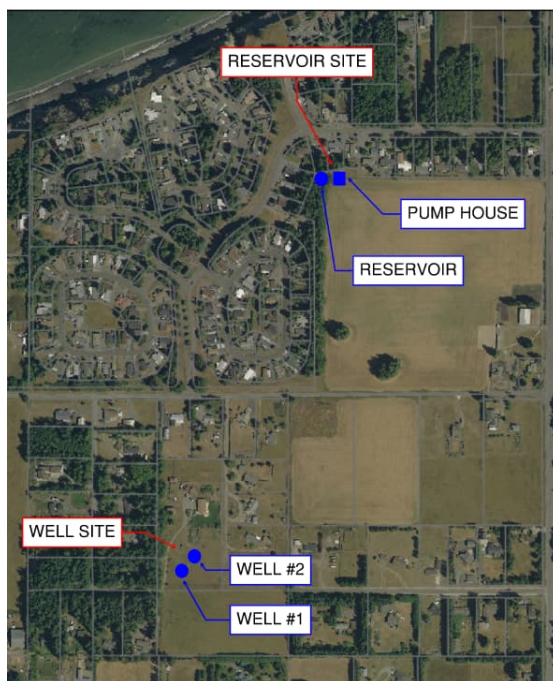 RESERVOIR SITE
PUMP HOUSE
RESERVOIR
WELL SITE
WELL #2
WELL #1